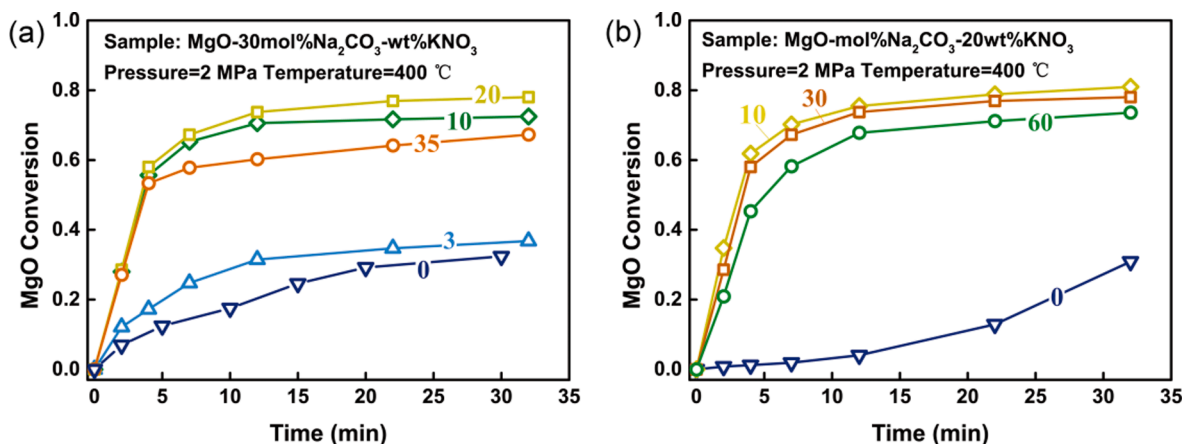 (a)
Sample: MgO-30mol%Na₂CO₃-wt%KNO₃
Pressure=2 MPa Temperature=400 ℃
20
10
35
3
0
MgO Conversion
1.0
0.8
0.6
0.4
0.2
0.0
0 5 10 15 20 25 30 35
Time (min)
(b)
Sample: MgO-mol%Na₂CO₃-20wt%KNO₃
Pressure=2 MPa Temperature=400 ℃
10
30
60
0
MgO Conversion
1.0
0.8
0.6
0.4
0.2
0.0
0 5 10 15 20 25 30 35
Time (min)